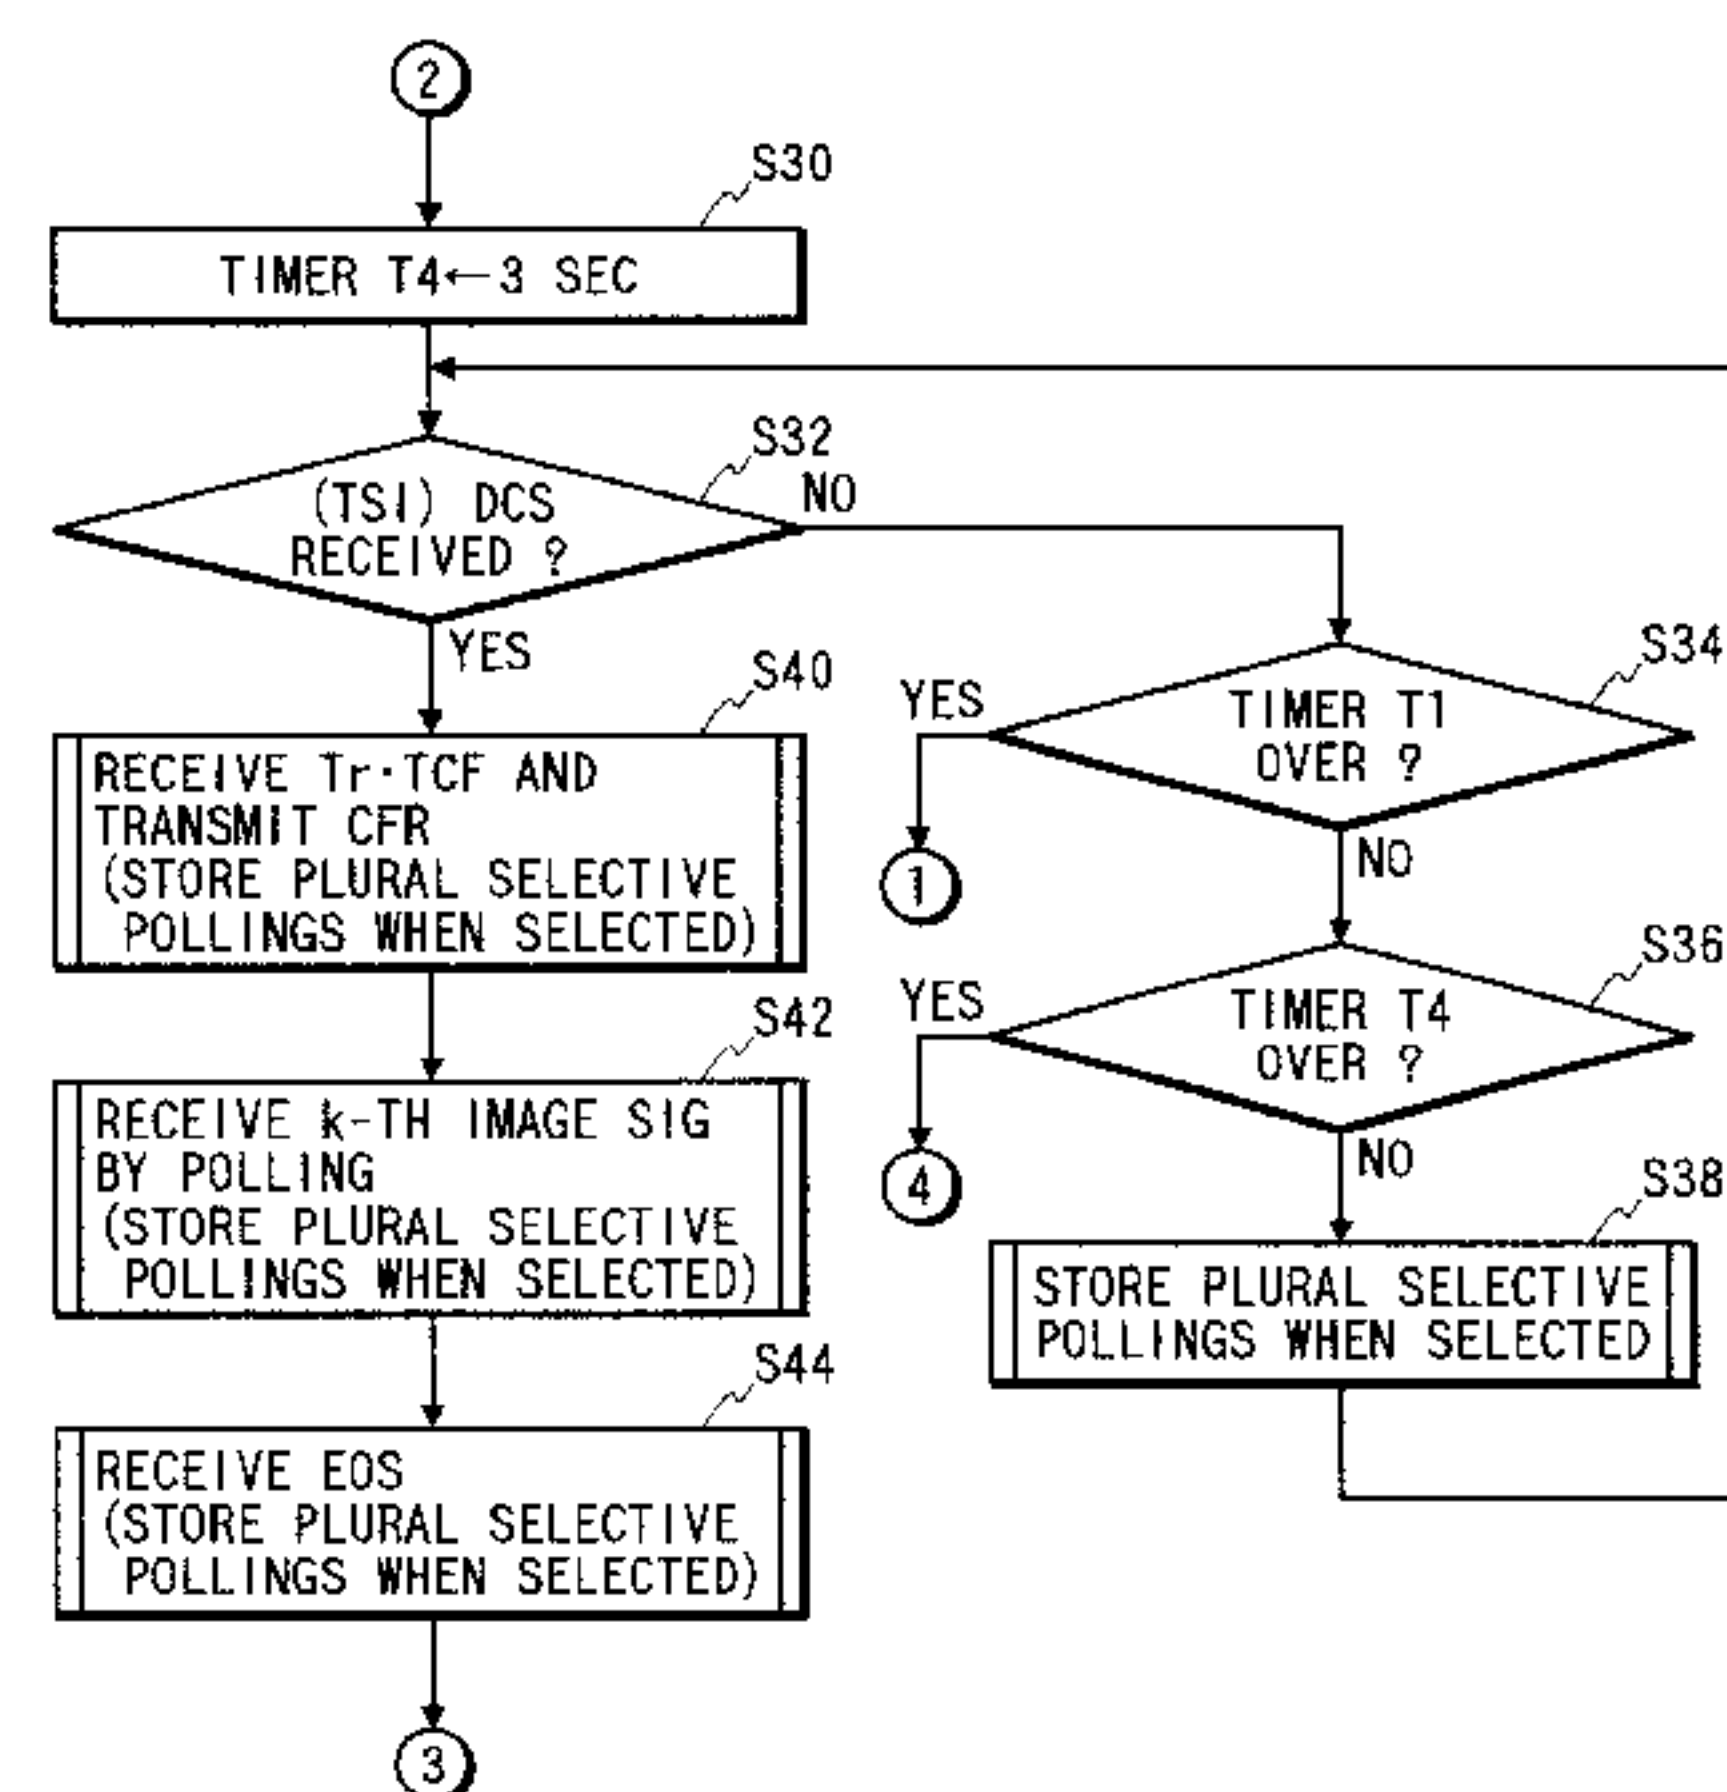 2
S30
TIMER T4←3 SEC
S32
(TSI) DCS
RECEIVED ?
NO
YES
S40
RECEIVE Tr·TCF AND
TRANSMIT CFR
(STORE PLURAL SELECTIVE
POLLINGS WHEN SELECTED)
S42
RECEIVE k-TH IMAGE SIG
BY POLLING
(STORE PLURAL SELECTIVE
POLLINGS WHEN SELECTED)
S44
RECEIVE EOS
(STORE PLURAL SELECTIVE
POLLINGS WHEN SELECTED)
3
S34
TIMER T1
OVER ?
YES
1
NO
S36
TIMER T4
OVER ?
YES
4
NO
S38
STORE PLURAL SELECTIVE
POLLINGS WHEN SELECTED